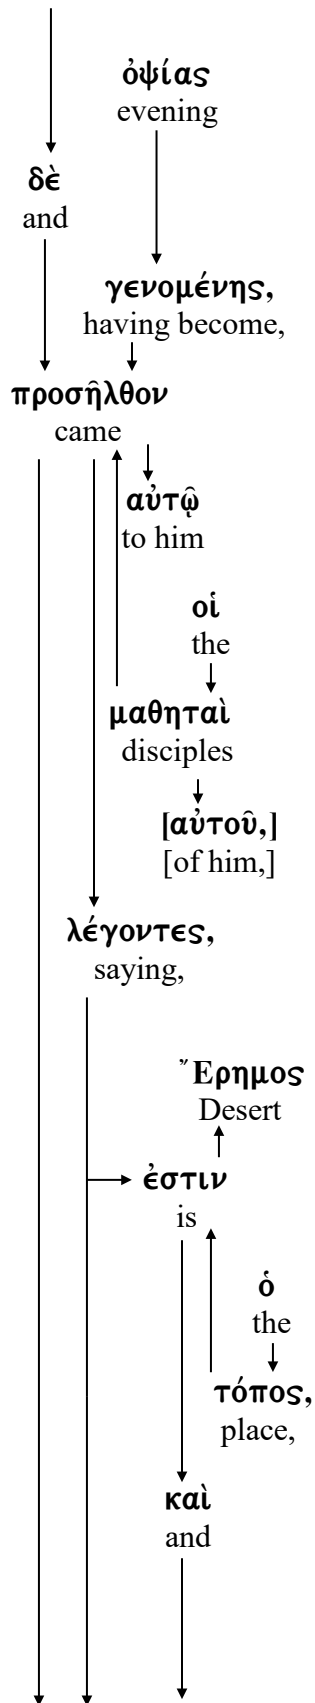 ὀψίας
evening
δὲ
and
γενομένης,
having become,
προσῆλθον
came
αὐτῷ
to him
οἱ
the
μαθηταὶ
disciples
[αὐτοῦ,]
[of him,]
λέγοντες,
saying,
Ἔρημος
Desert
ἐστιν
is
ὁ
the
τόπος,
place,
καὶ
and